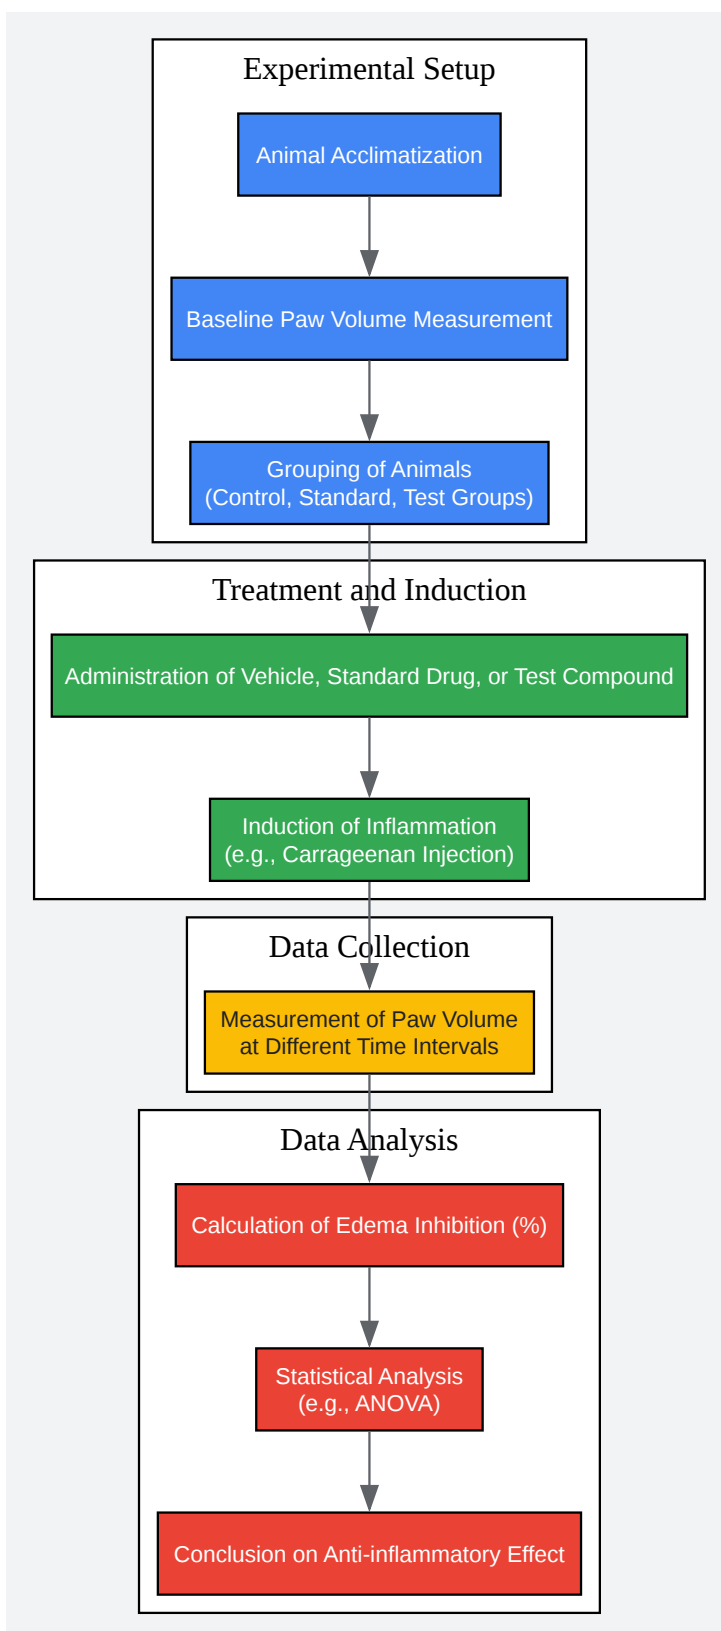 Experimental Setup
Animal Acclimatization
Baseline Paw Volume Measurement
Grouping of Animals
(Control, Standard, Test Groups)
Treatment and Induction
Administration of Vehicle, Standard Drug, or Test Compound
Induction of Inflammation
(e.g., Carrageenan Injection)
Data Collection
Measurement of Paw Volume
at Different Time Intervals
Data Analysis
Calculation of Edema Inhibition (%)
Statistical Analysis
(e.g., ANOVA)
Conclusion on Anti-inflammatory Effect